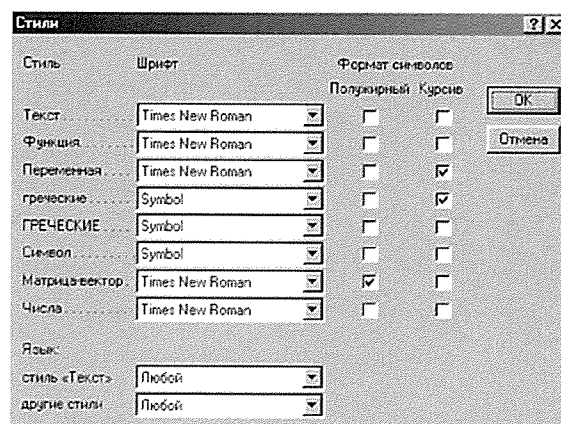 Стили
Стиль Шрифт Формат символов
Полужирный Курсив
OK
Текст Times New Roman
Функция Times New Roman
Отмена
Переменная Times New Roman
греческие Symbol
ГРЕЧЕСКИЕ Symbol
Символ Symbol
Матрица-вектор Times New Roman
Числа Times New Roman
Язык:
стиль «Текст» Любой
другие стили Любой